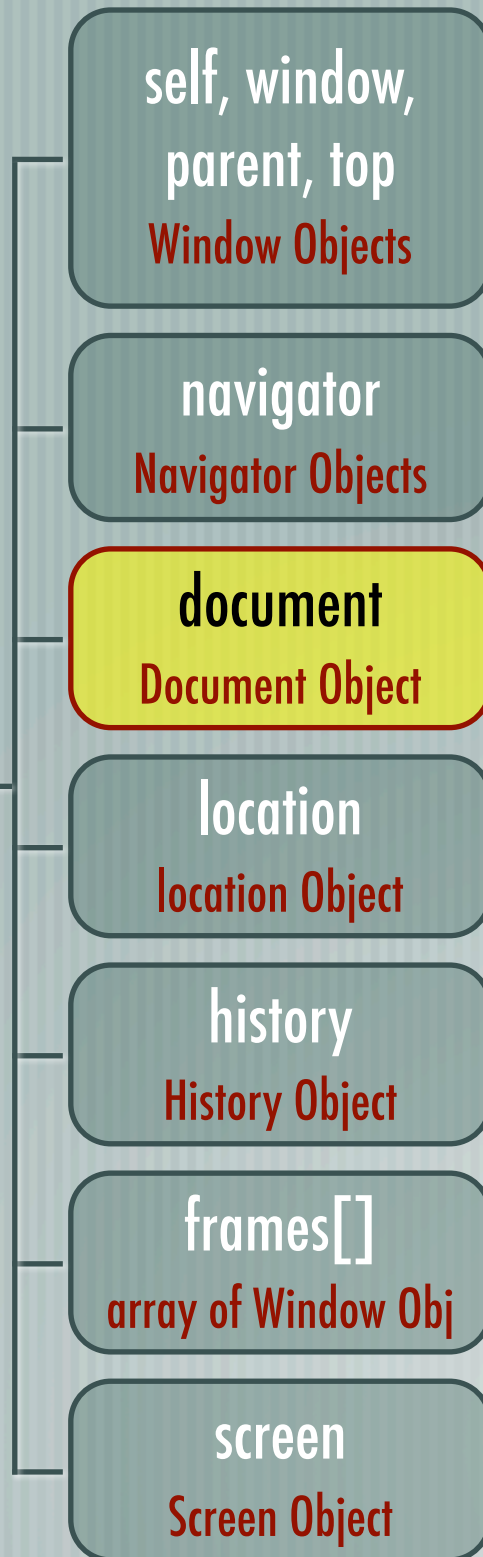 self, window,
parent, top
Window Objects
navigator
Navigator Objects
document
Document Object
location
location Object
history
History Object
frames[]
array of Window Obj
screen
Screen Object